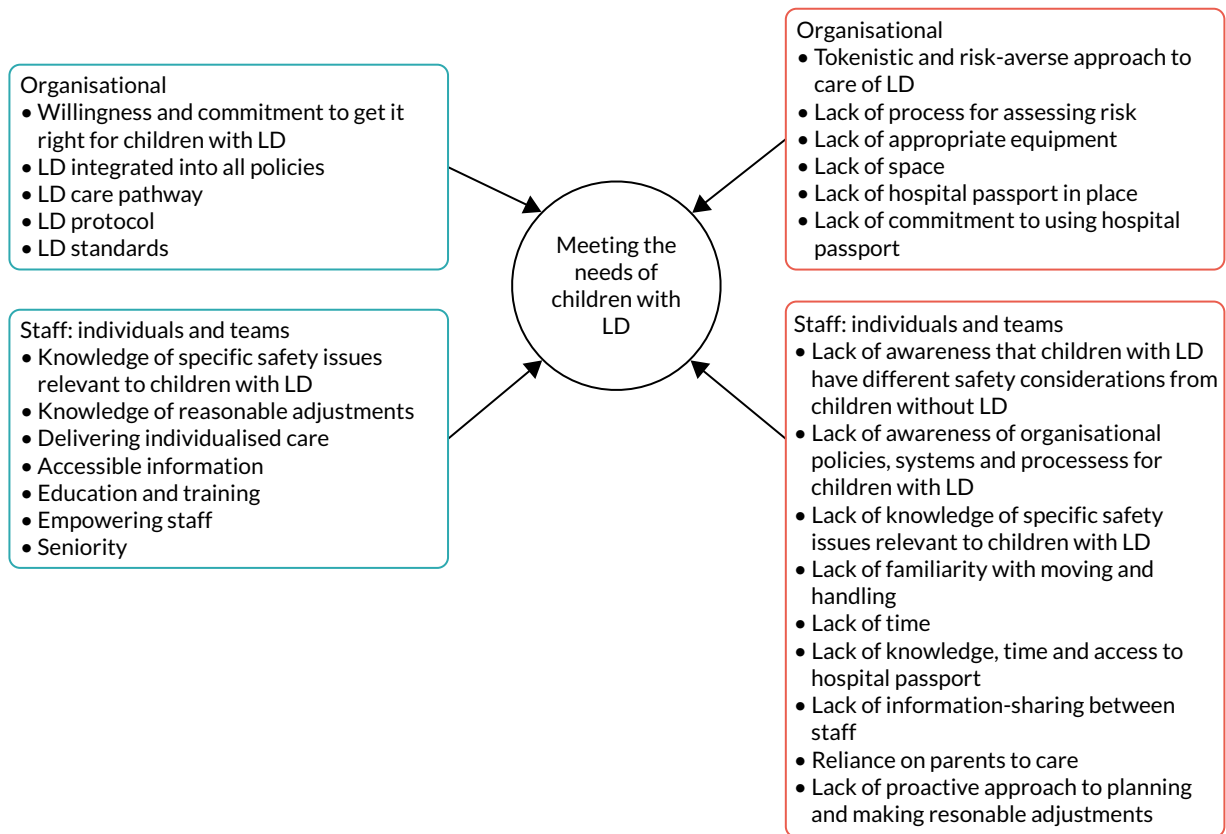 Organisational
• Willingness and commitment to get it
right for children with LD
• LD integrated into all policies
• LD care pathway
• LD protocol
• LD standards
Staff: individuals and teams
• Knowledge of specific safety issues
relevant to children with LD
• Knowledge of reasonable adjustments
• Delivering individualised care
• Accessible information
• Education and training
• Empowering staff
• Seniority
Meeting the
needs of
children with
LD
Organisational
• Tokenistic and risk-averse approach to
care of LD
• Lack of process for assessing risk
• Lack of appropriate equipment
• Lack of space
• Lack of hospital passport in place
• Lack of commitment to using hospital
passport
Staff: individuals and teams
• Lack of awareness that children with LD
have different safety considerations from
children without LD
• Lack of awareness of organisational
policies, systems and processess for
children with LD
• Lack of knowledge of specific safety
issues relevant to children with LD
• Lack of familiarity with moving and
handling
• Lack of time
• Lack of knowledge, time and access to
hospital passport
• Lack of information-sharing between
staff
• Reliance on parents to care
• Lack of proactive approach to planning
and making resonable adjustments